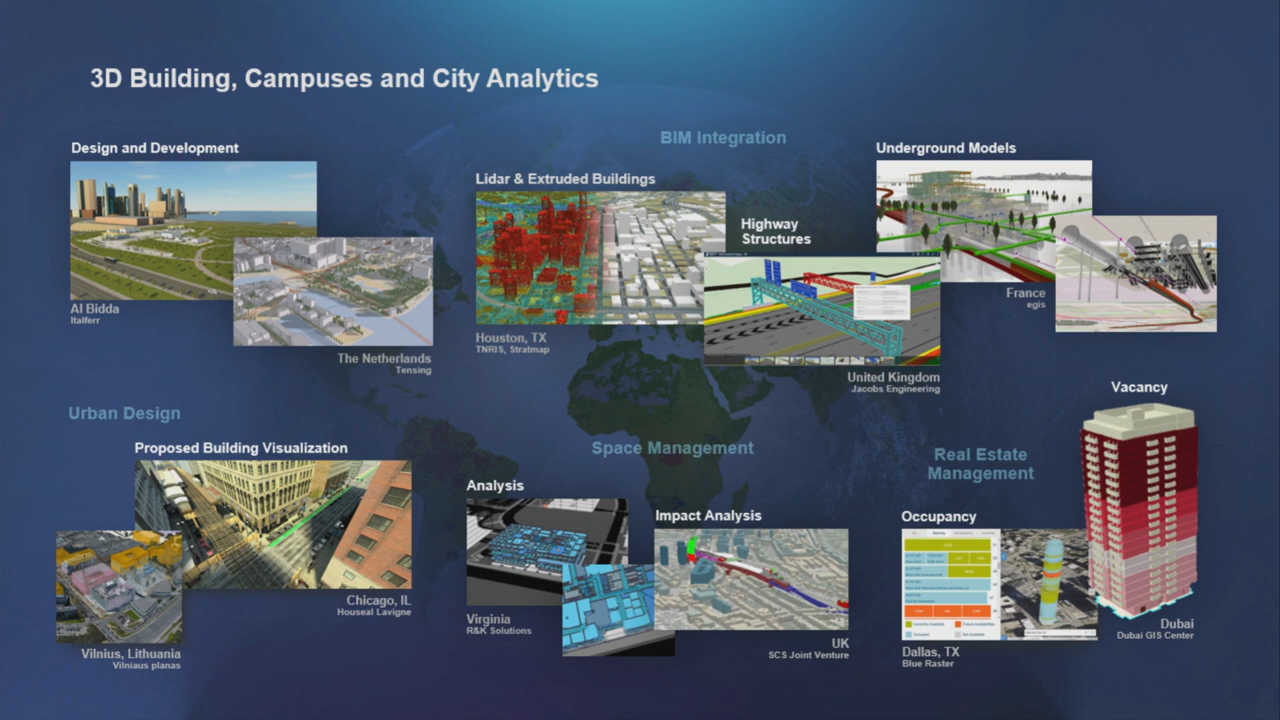 3D Building, Campuses and City Analytics
BIM Integration
Design and Development
Underground Models
Lidar & Extruded Buildings
Highway
Structures
Al Bidda
Italferr
France
egis
Houston, TX
TNRIS, Stratmap
The Netherlands
Tensing
United Kingdom
Jacobs Engineering
Vacancy
Urban Design
Proposed Building Visualization
Space Management
Real Estate
Management
Analysis
Impact Analysis
Occupancy
Chicago, IL
Houseal Lavigne
Virginia
R&K Solutions
UK
SCS Joint Venture
Dubai
Dubai GIS Center
Vilnius, Lithuania
Vilniaus planas
Dallas, TX
Blue Raster